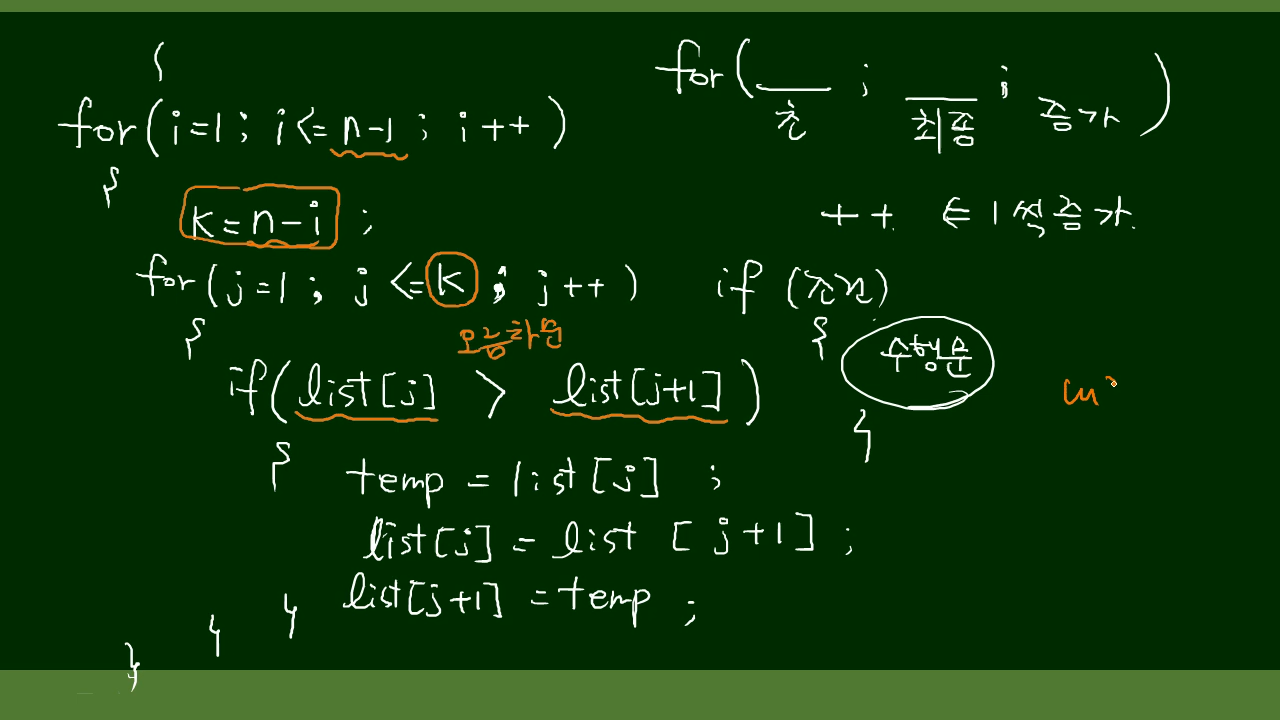 {
for(i=1; i<=n-1; i++)
{
k=n-i;
for(j=1; j<=k; j++)
{
오름차순
if(list[j] > list[j+1])
{
temp = list[j];
list[j] = list[j+1];
list[j+1] = temp;
}
}
}
for( ; ; 증가)
초 최종
++ ∈ 1씩증가.
if (조건)
{
수행문
}